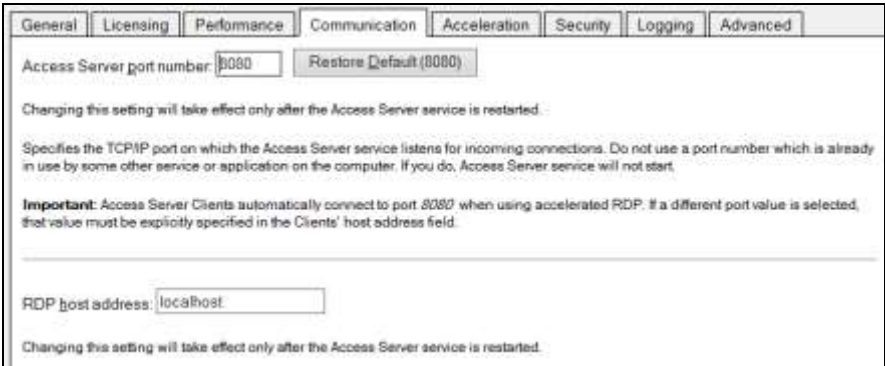 General Licensing Performance Communication Acceleration Security Logging Advanced
Access Server port number: 8080 Restore Default (8080)
Changing this setting will take effect only after the Access Server service is restarted.
Specifies the TCP/IP port on which the Access Server service listens for incoming connections. Do not use a port number which is already
in use by some other service or application on the computer. If you do, Access Server service will not start.
Important: Access Server Clients automatically connect to port 8080 when using accelerated RDP. If a different port value is selected,
that value must be explicitly specified in the Clients' host address field.
RDP host address: localhost
Changing this setting will take effect only after the Access Server service is restarted.